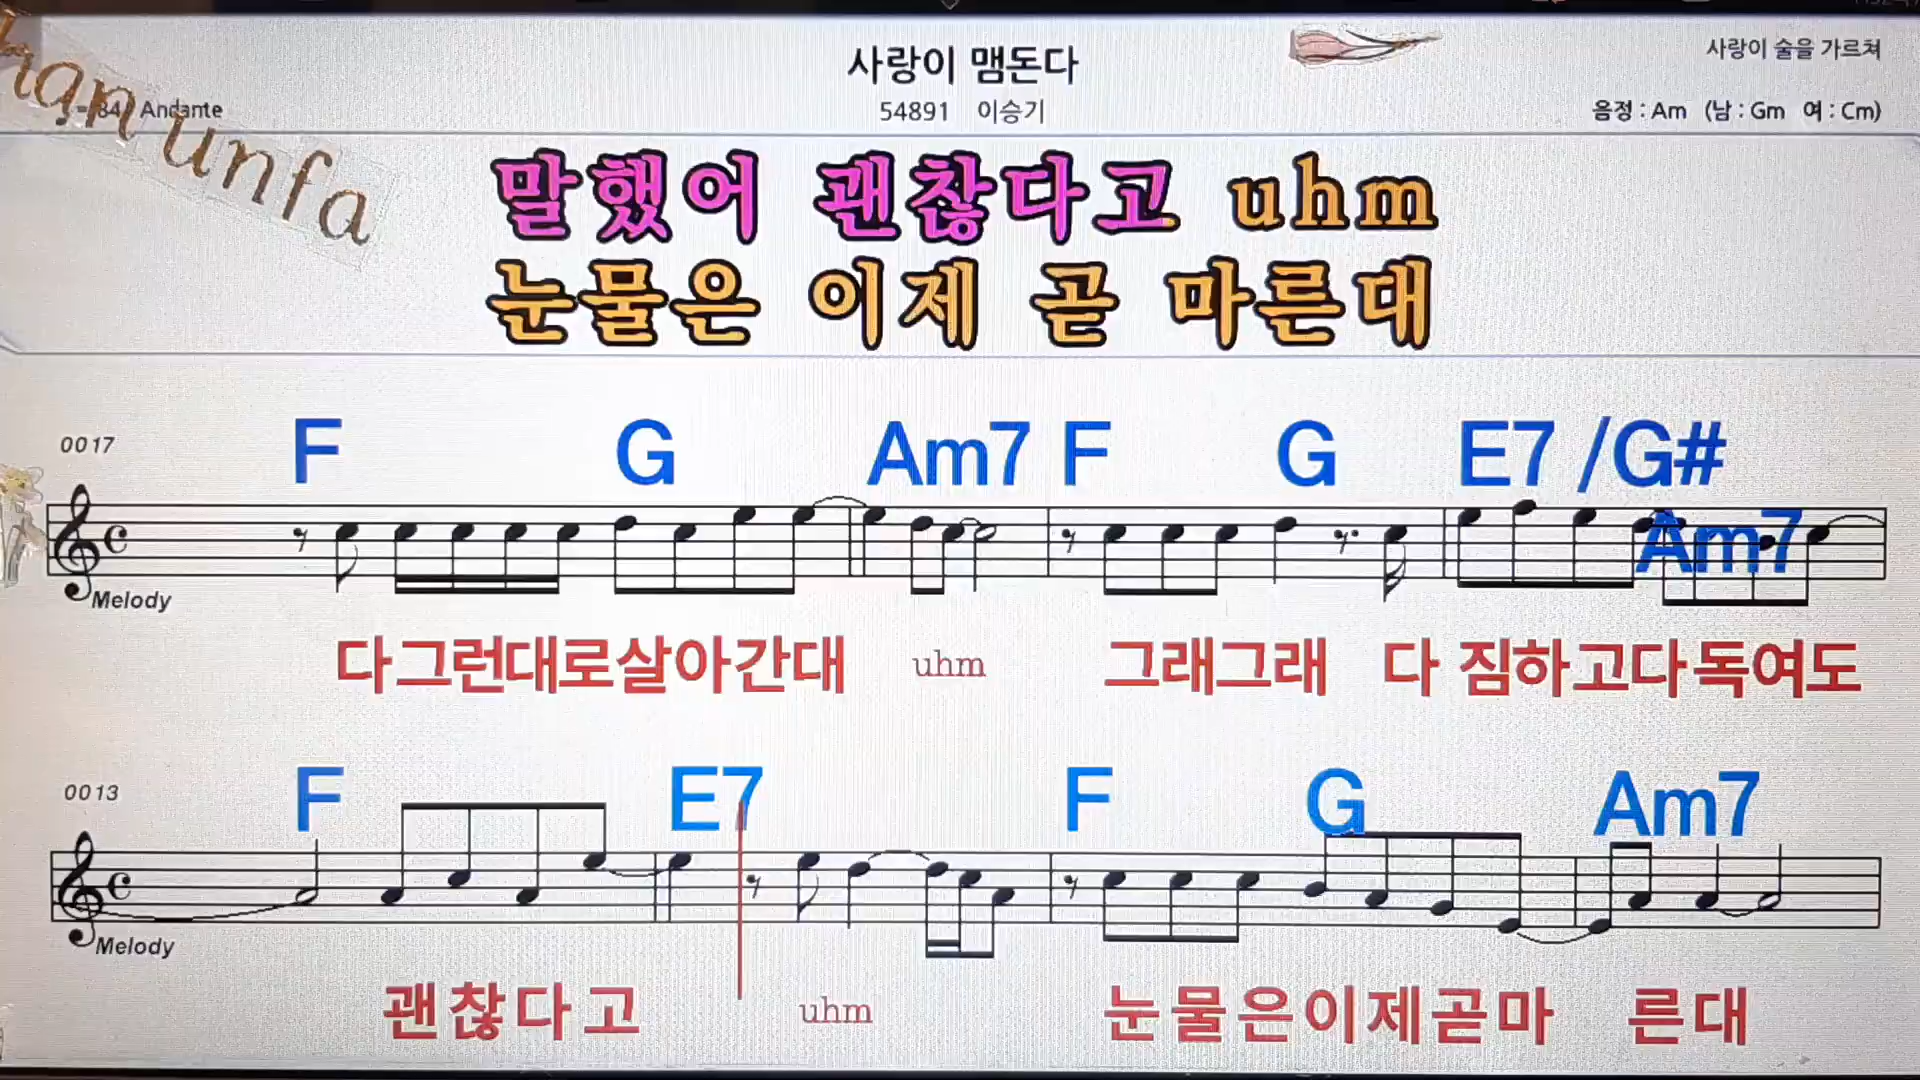 사랑이 맴돈다
사랑이 술을 가르쳐
Andante
54891 이승기
음정 : Am (남 : Gm 여 : Cm)
han unfa
말했어 괜찮다고 uhm
눈물은 이제 곧 마른대
0017
F G Am7 F G E7 /G# Am7
Melody
다그런대로살아간대 uhm 그래그래 다 짐하고다독여도
0013
F E7 F G Am7
Melody
괜찮다고 uhm 눈물은이제곧마 른대